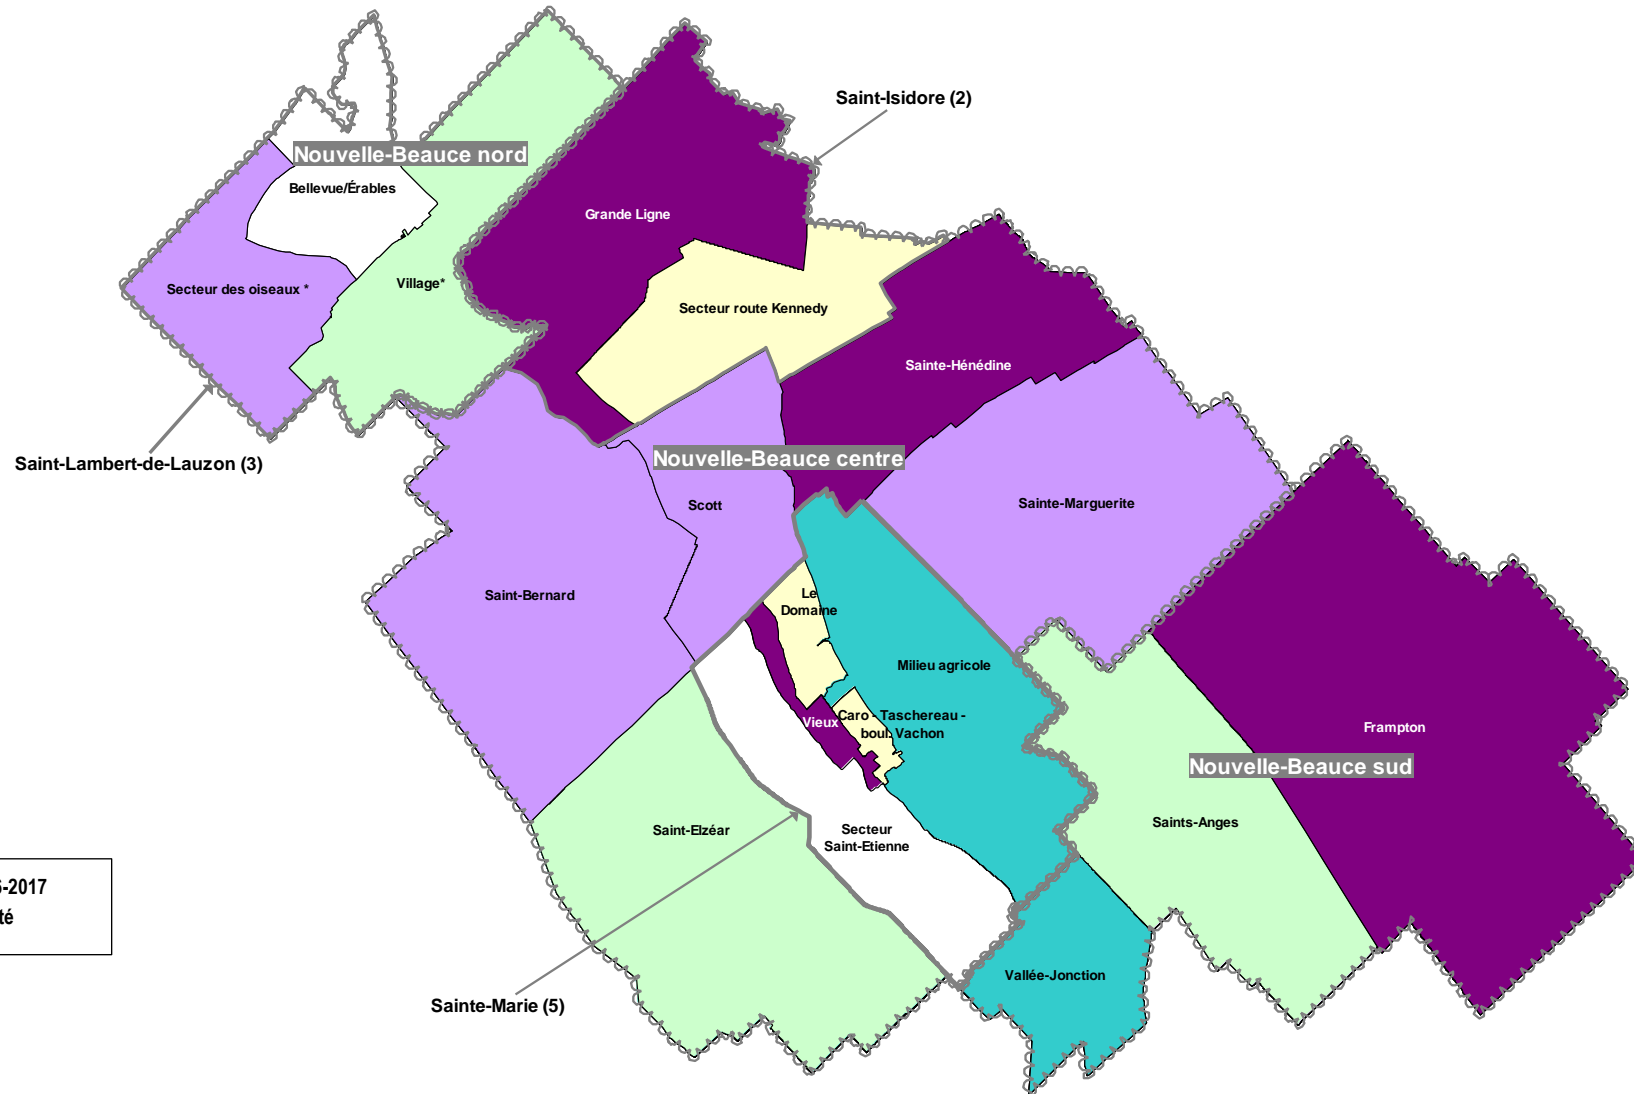 Saint-Isidore (2)
Nouvelle-Beauce nord
Bellevue/Érables
Grande Ligne
Secteur des oiseaux *
Village*
Secteur route Kennedy
Sainte-Hénédine
Saint-Lambert-de-Lauzon (3)
Nouvelle-Beauce centre
Scott
Sainte-Marguerite
Saint-Bernard
Le
Domaine
Milieu agricole
Vieux
Caro - Taschereau -
boul. Vachon
Frampton
Nouvelle-Beauce sud
Saint-Elzéar
Secteur
Saint-Etienne
Saints-Anges
6-2017
té
Vallée-Jonction
Sainte-Marie (5)